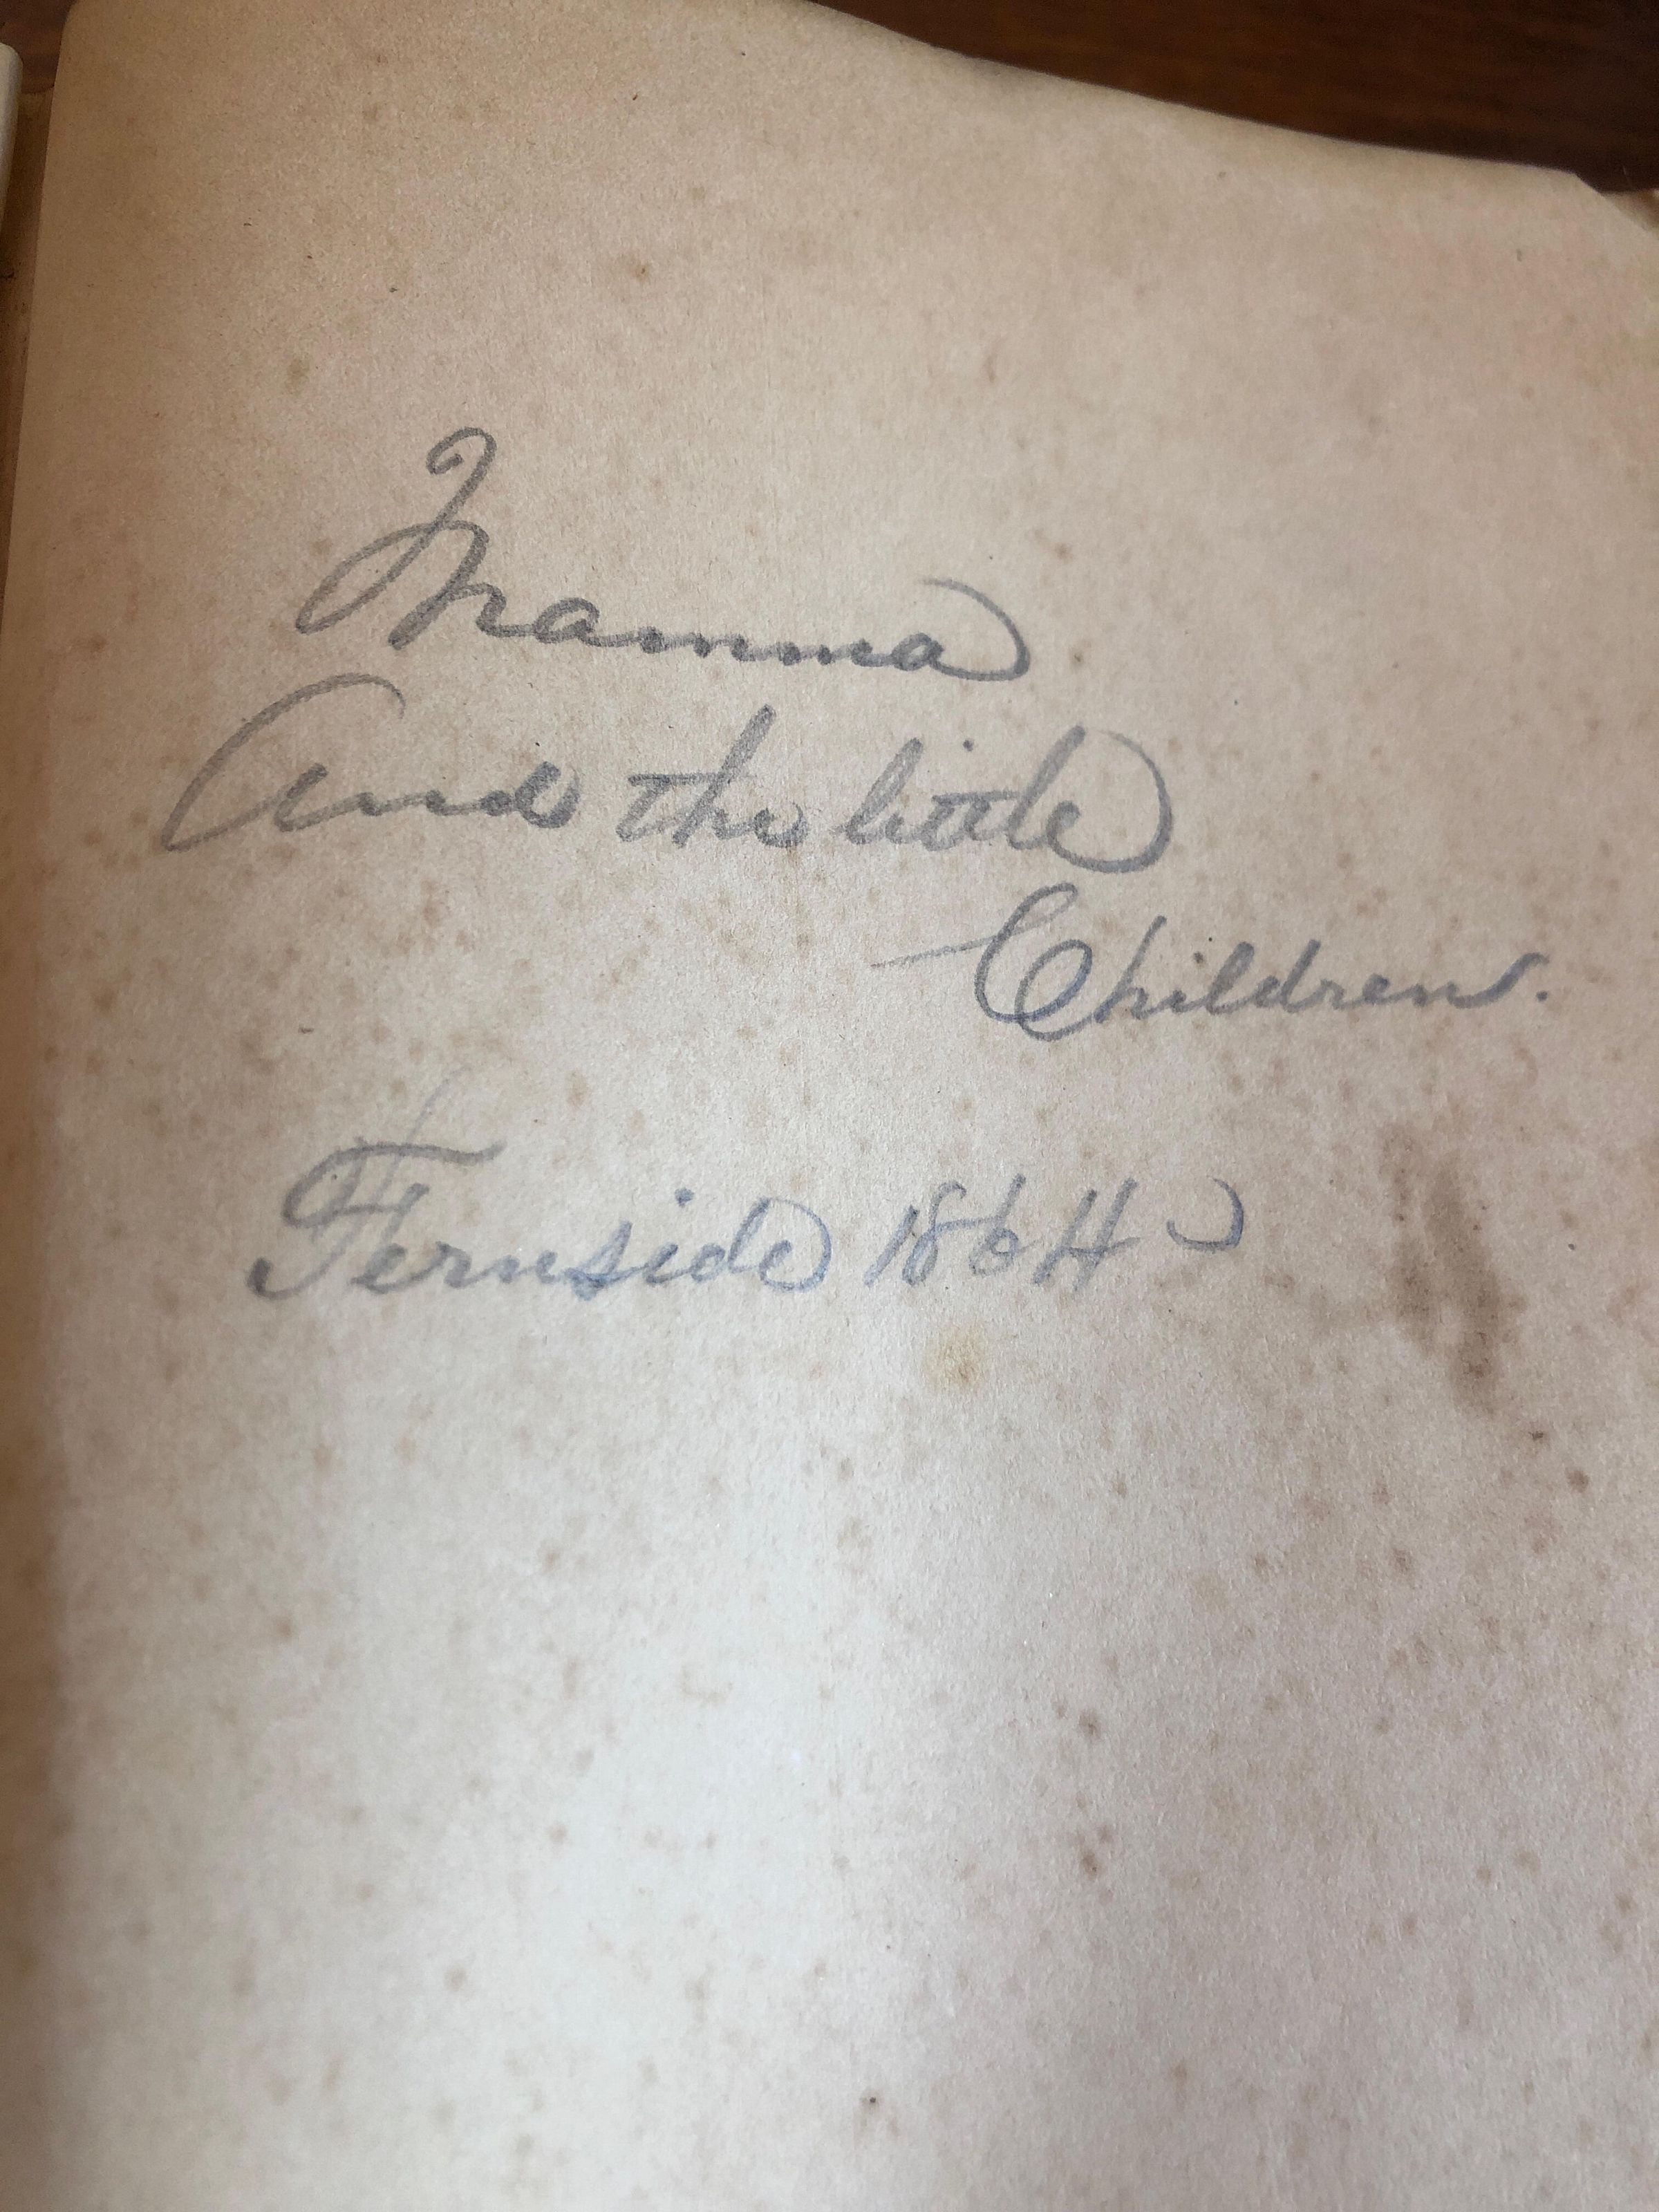 Mamma
And the little
Children.
Fernside 1864